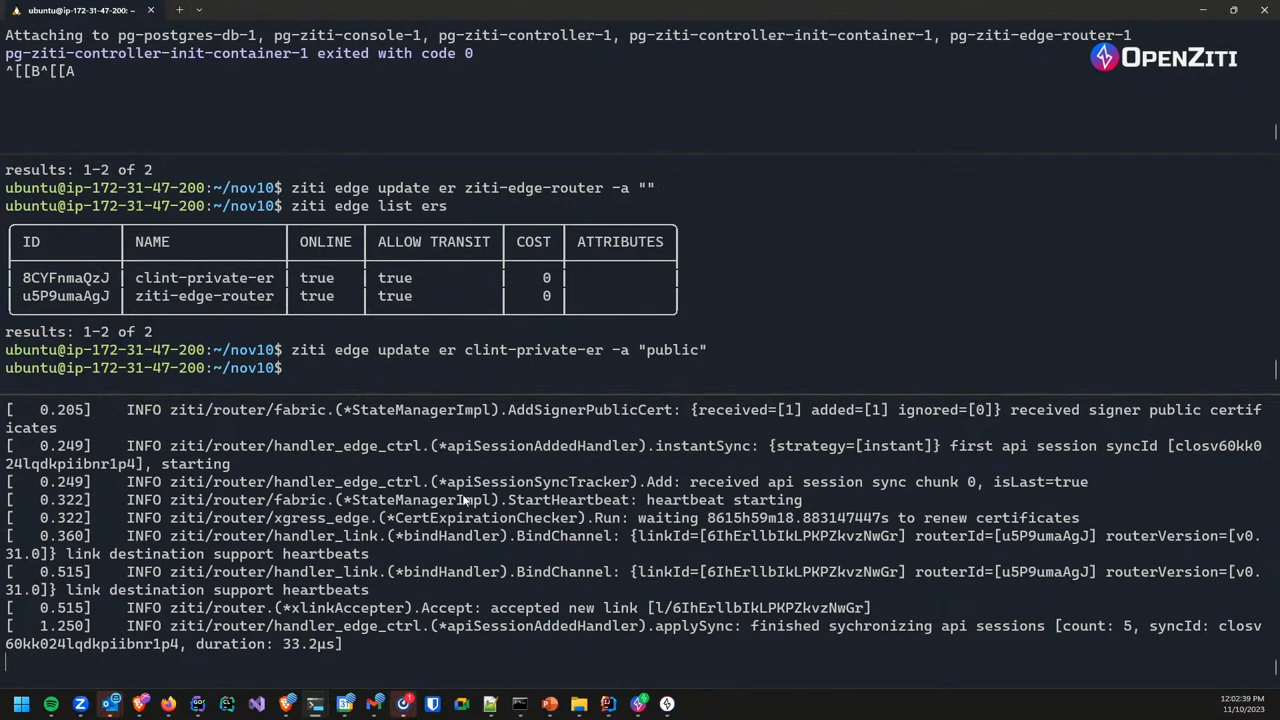 ubuntu@ip-172-31-47-200: ~
Attaching to pg-postgres-db-1, pg-ziti-console-1, pg-ziti-controller-1, pg-ziti-controller-init-container-1, pg-ziti-edge-router-1
pg-ziti-controller-init-container-1 exited with code 0
^[[B^[[A
OPENZITI
results: 1-2 of 2
ubuntu@ip-172-31-47-200:~/nov10$ ziti edge update er ziti-edge-router -a ""
ubuntu@ip-172-31-47-200:~/nov10$ ziti edge list ers
ID NAME ONLINE ALLOW TRANSIT COST ATTRIBUTES
8CYFnmaQzJ clint-private-er true true 0
u5P9umaAgJ ziti-edge-router true true 0
results: 1-2 of 2
ubuntu@ip-172-31-47-200:~/nov10$ ziti edge update er clint-private-er -a "public"
ubuntu@ip-172-31-47-200:~/nov10$
[ 0.205] INFO ziti/router/fabric.(*StateManagerImpl).AddSignerPublicCert: {received=[1] added=[1] ignored=[0]} received signer public certif
icates
[ 0.249] INFO ziti/router/handler_edge_ctrl.(*apiSessionAddedHandler).instantSync: {strategy=[instant]} first api session syncId [closv60kk0
24lqdkpiibnr1p4], starting
[ 0.249] INFO ziti/router/handler_edge_ctrl.(*apiSessionSyncTracker).Add: received api session sync chunk 0, isLast=true
[ 0.322] INFO ziti/router/fabric.(*StateManagerImpl).StartHeartbeat: heartbeat starting
[ 0.322] INFO ziti/router/xgress_edge.(*CertExpirationChecker).Run: waiting 8615h59m18.883147447s to renew certificates
[ 0.360] INFO ziti/router/handler_link.(*bindHandler).BindChannel: {linkId=[6IhErllbIkLPKPZkvzNwGr] routerId=[u5P9umaAgJ] routerVersion=[v0.
31.0]} link destination support heartbeats
[ 0.515] INFO ziti/router/handler_link.(*bindHandler).BindChannel: {linkId=[6IhErllbIkLPKPZkvzNwGr] routerId=[u5P9umaAgJ] routerVersion=[v0.
31.0]} link destination support heartbeats
[ 0.515] INFO ziti/router.(*xlinkAccepter).Accept: accepted new link [l/6IhErllbIkLPKPZkvzNwGr]
[ 1.250] INFO ziti/router/handler_edge_ctrl.(*apiSessionAddedHandler).applySync: finished sychronizing api sessions [count: 5, syncId: closv
60kk024lqdkpiibnr1p4, duration: 33.2µs]
12:02:39 PM
11/10/2023